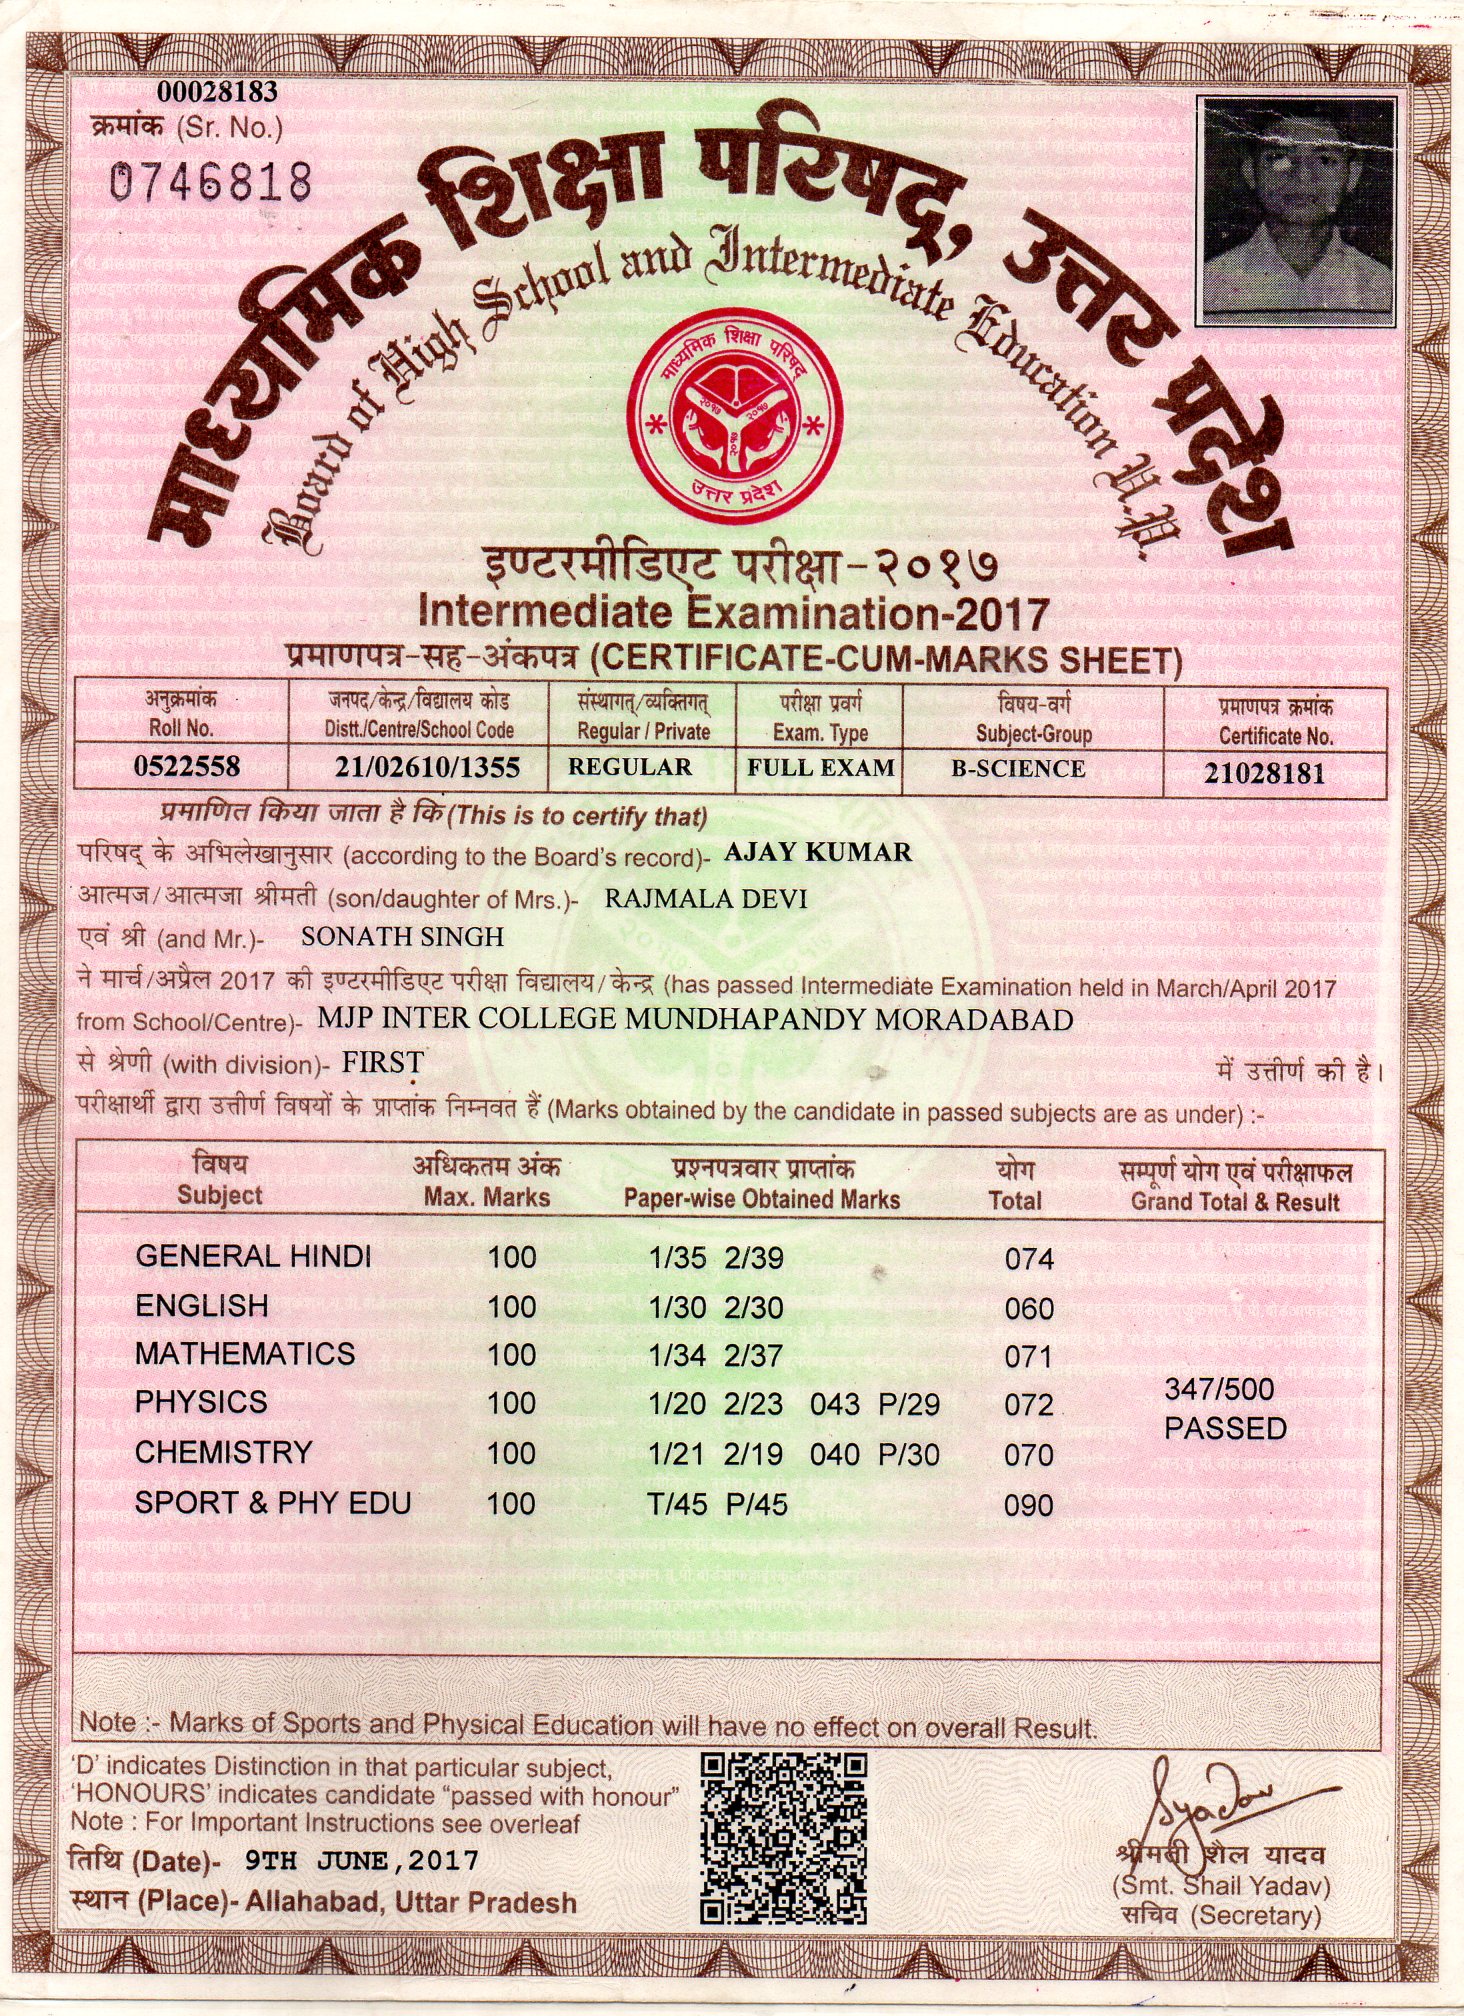 00028183
क्रमांक (Sr. No.)
0746818
माध्यमिक शिक्षा परिषद्, उत्तर प्रदेश
Board of High School and Intermediate Education U.P.
माध्यमिक शिक्षा परिषद्
२०१७ २०१७
२०१७
उत्तर प्रदेश
इण्टरमीडिएट परीक्षा-२०१७
Intermediate Examination-2017
प्रमाणपत्र-सह-अंकपत्र (CERTIFICATE-CUM-MARKS SHEET)
अनुक्रमांक जनपद/केन्द्र/विद्यालय कोड संस्थागत्/व्यक्तिगत् परीक्षा प्रवर्ग विषय-वर्ग प्रमाणपत्र क्रमांक
Roll No. Distt./Centre/School Code Regular / Private Exam. Type Subject-Group Certificate No.
0522558 21/02610/1355 REGULAR FULL EXAM B-SCIENCE 21028181
प्रमाणित किया जाता है कि (This is to certify that)
परिषद् के अभिलेखानुसार (according to the Board's record)- AJAY KUMAR
आत्मज/आत्मजा श्रीमती (son/daughter of Mrs.)- RAJMALA DEVI
एवं श्री (and Mr.)- SONATH SINGH
ने मार्च/अप्रैल 2017 की इण्टरमीडिएट परीक्षा विद्यालय/केन्द्र (has passed Intermediate Examination held in March/April 2017
from School/Centre)- MJP INTER COLLEGE MUNDHAPANDY MORADABAD
से श्रेणी (with division)- FIRST में उत्तीर्ण की है।
परीक्षार्थी द्वारा उत्तीर्ण विषयों के प्राप्तांक निम्नवत हैं (Marks obtained by the candidate in passed subjects are as under) :-
विषय अधिकतम अंक प्रश्नपत्रवार प्राप्तांक योग सम्पूर्ण योग एवं परीक्षाफल
Subject Max. Marks Paper-wise Obtained Marks Total Grand Total & Result
GENERAL HINDI 100 1/35 2/39 074
ENGLISH 100 1/30 2/30 060
MATHEMATICS 100 1/34 2/37 071
PHYSICS 100 1/20 2/23 043 P/29 072
347/500
PASSED
CHEMISTRY 100 1/21 2/19 040 P/30 070
SPORT & PHY EDU 100 T/45 P/45 090
Note :- Marks of Sports and Physical Education will have no effect on overall Result.
'D' indicates Distinction in that particular subject,
'HONOURS' indicates candidate "passed with honour"
Note : For Important Instructions see overleaf
तिथि (Date)- 9TH JUNE,2017
स्थान (Place)- Allahabad, Uttar Pradesh
Syadav
श्रीमती शैल यादव
(Smt. Shail Yadav)
सचिव (Secretary)